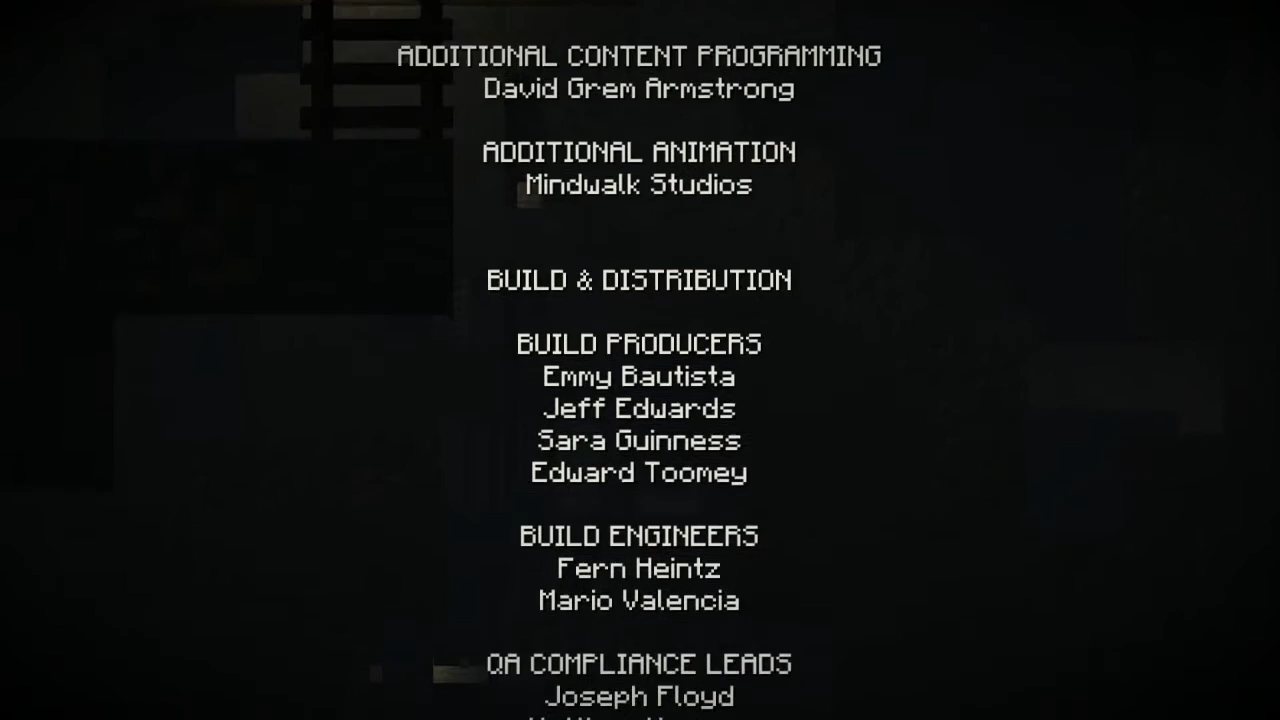 ADDITIONAL CONTENT PROGRAMMING
David Grem Armstrong
ADDITIONAL ANIMATION
Mindwalk Studios
BUILD & DISTRIBUTION
BUILD PRODUCERS
Emmy Bautista
Jeff Edwards
Sara Guinness
Edward Toomey
BUILD ENGINEERS
Fern Heintz
Mario Valencia
QA COMPLIANCE LEADS
Joseph Floyd